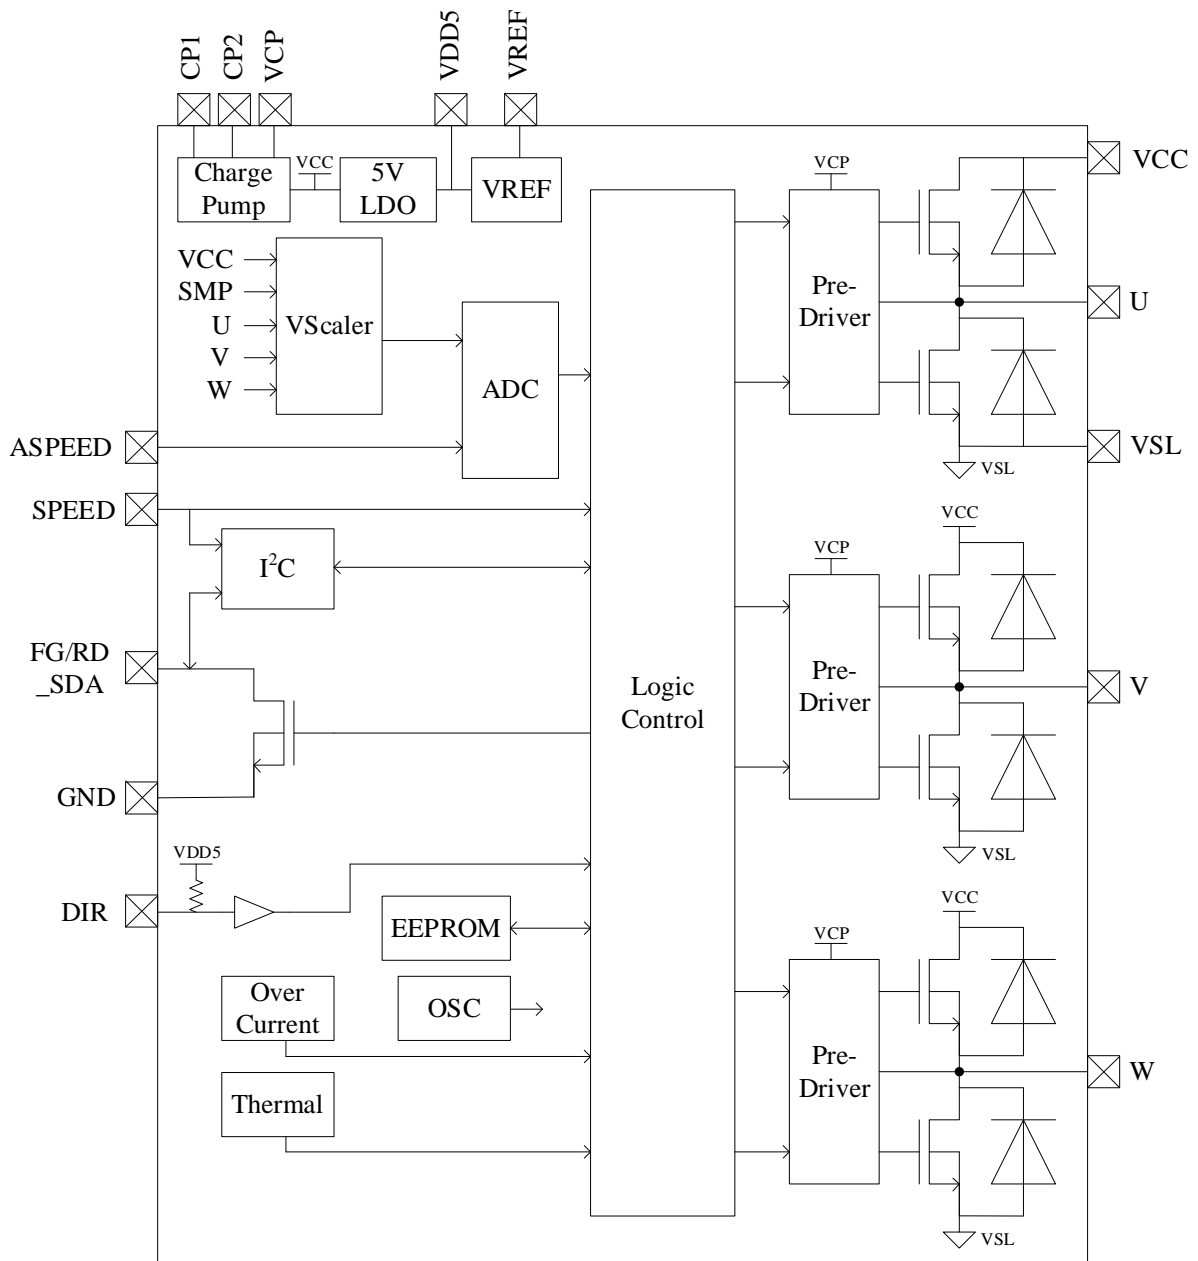 CP1
CP2
VCP
VDD5
VREF
Charge
Pump
VCC
5V
LDO
VREF
VCC
SMP
U
V
W
VScaler
ADC
ASPEED
SPEED
I²C
FG/RD
_SDA
GND
VDD5
DIR
EEPROM
OSC
Over
Current
Thermal
Logic
Control
VCP
Pre-
Driver
VCC
U
VSL
VSL
VCP
Pre-
Driver
VCC
V
VSL
VCP
Pre-
Driver
VCC
W
VSL